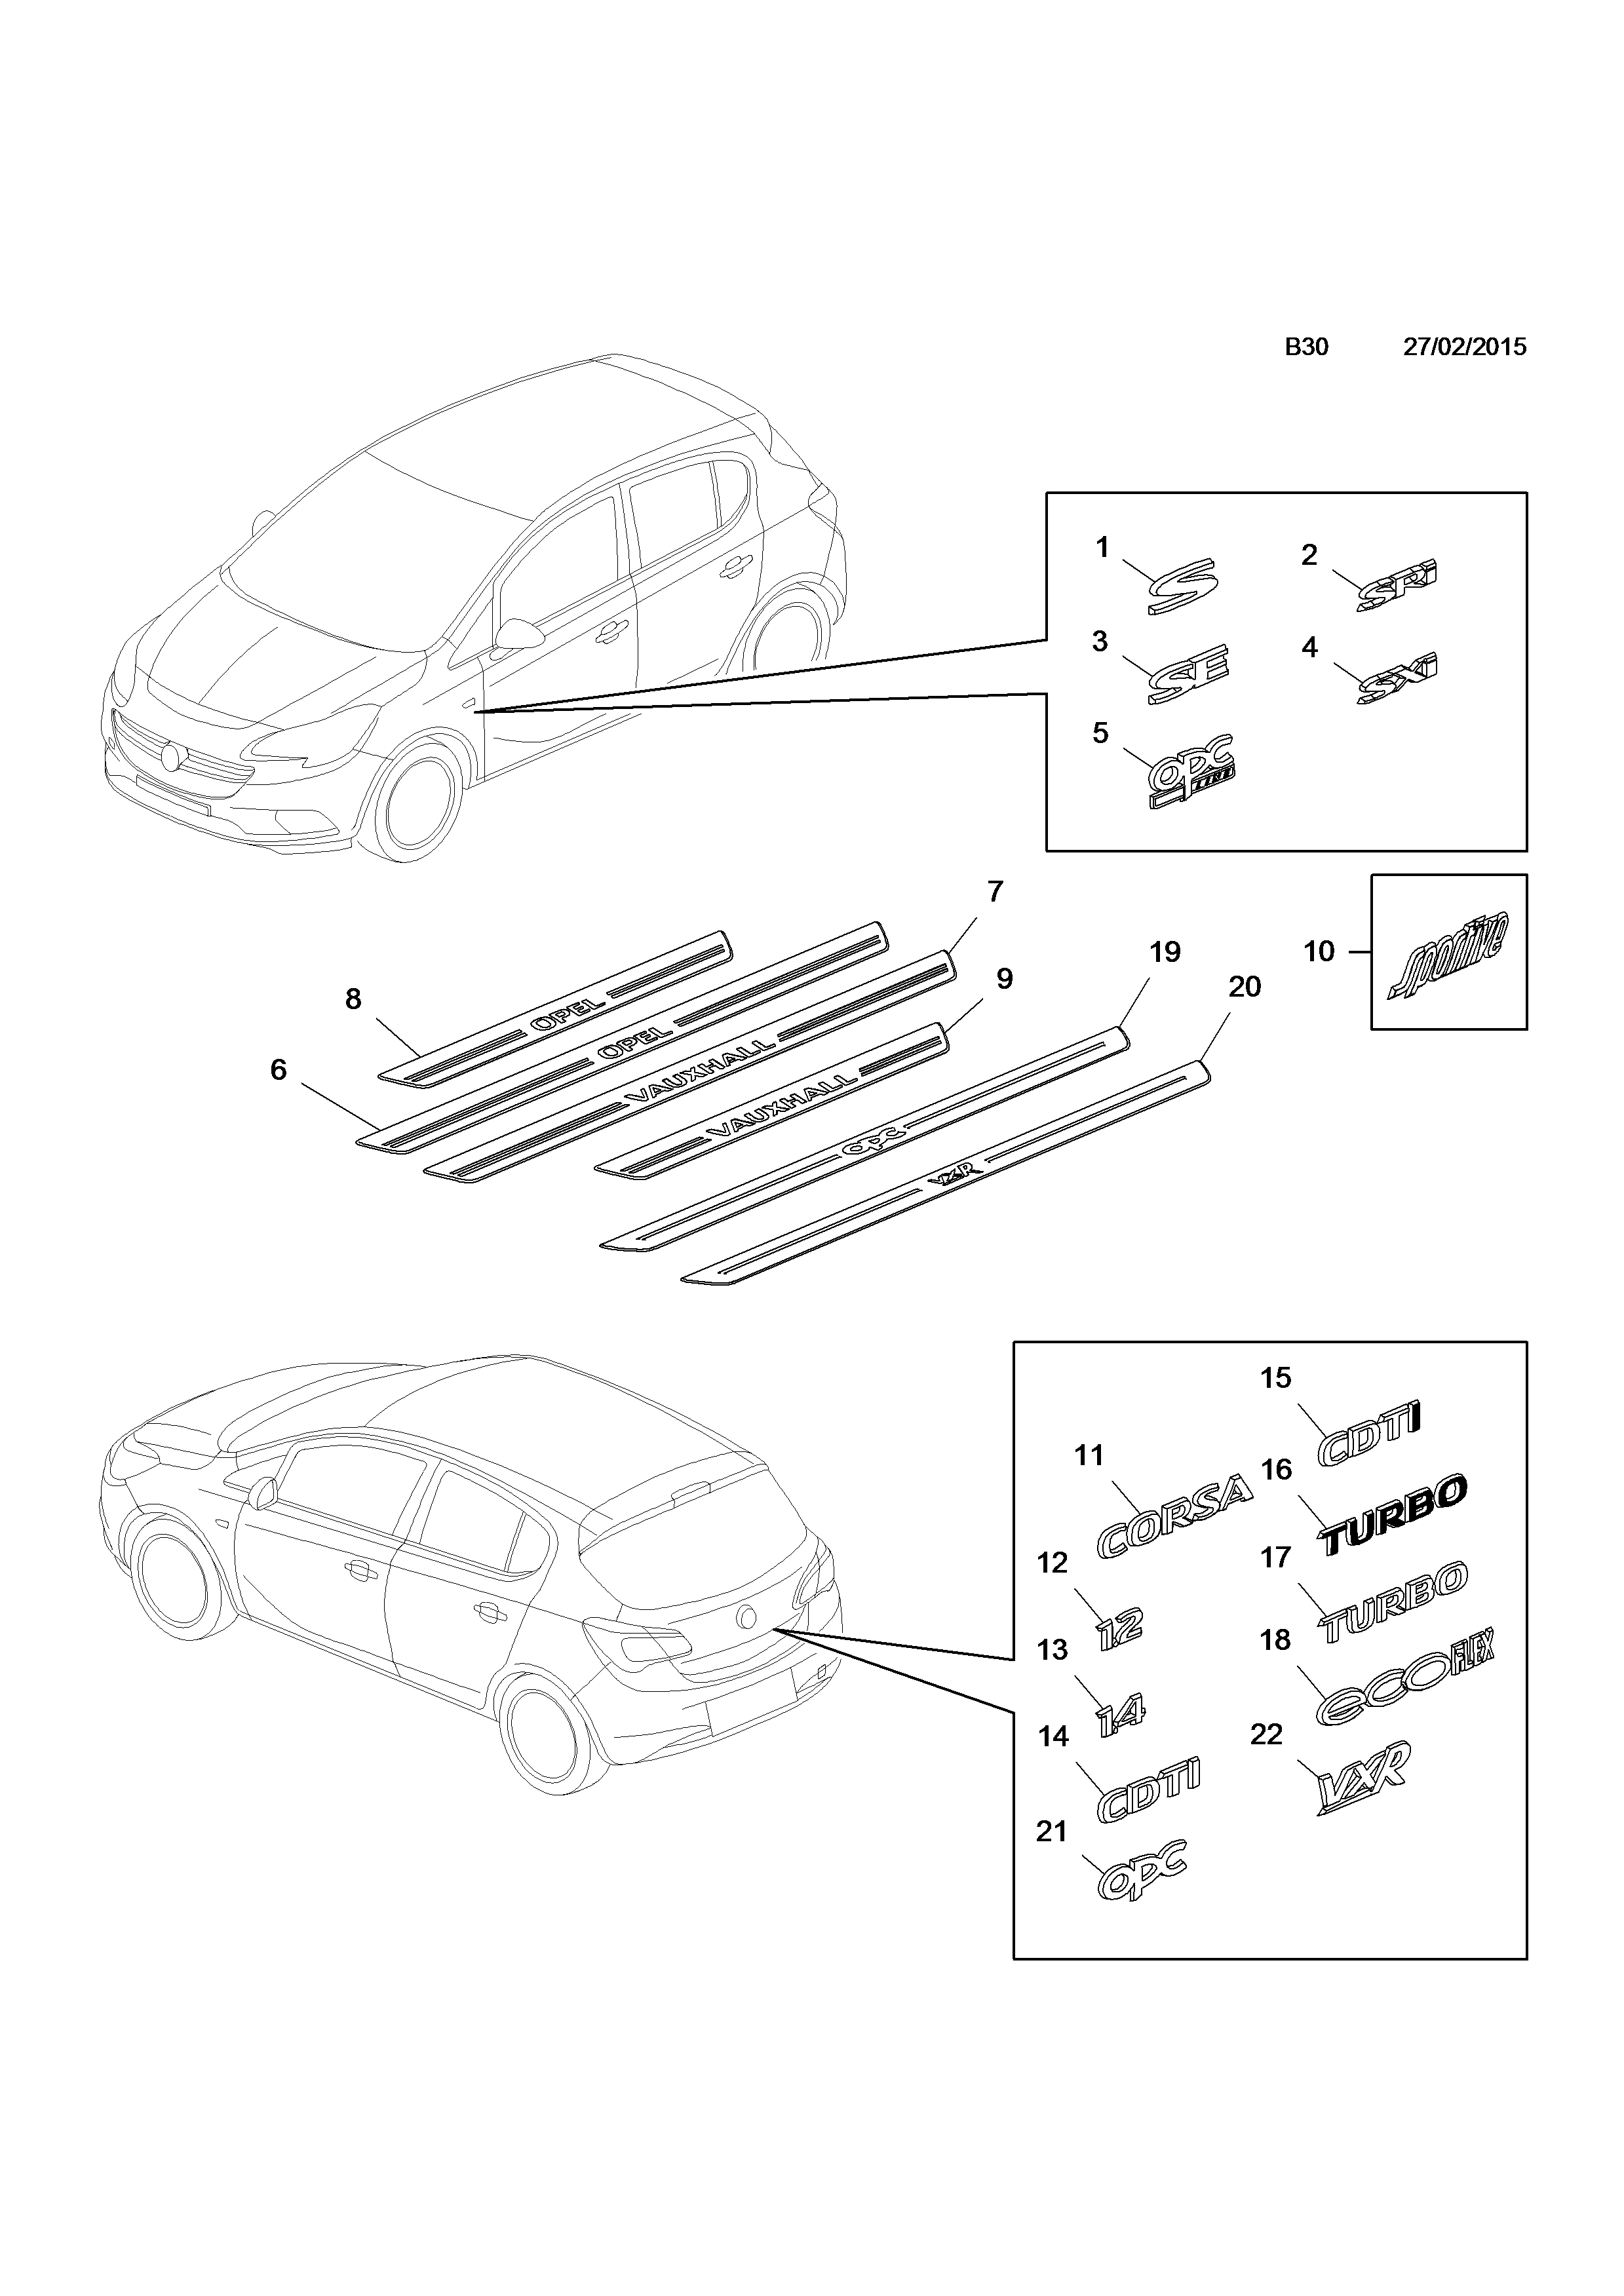 B30 27/02/2015
1 S
2 SRi
3 SE
4 SXi
5 OPC LINE
7
19
9
20
8
6
OPEL
OPEL
VAUXHALL
VAUXHALL
OPC
VXR
10 Sportive
15 CDTI
11 CORSA
16 TURBO
12 1.2
17 TURBO
13 1.4
18 ecoFLEX
14 CDTI
22 VXR
21 OPC